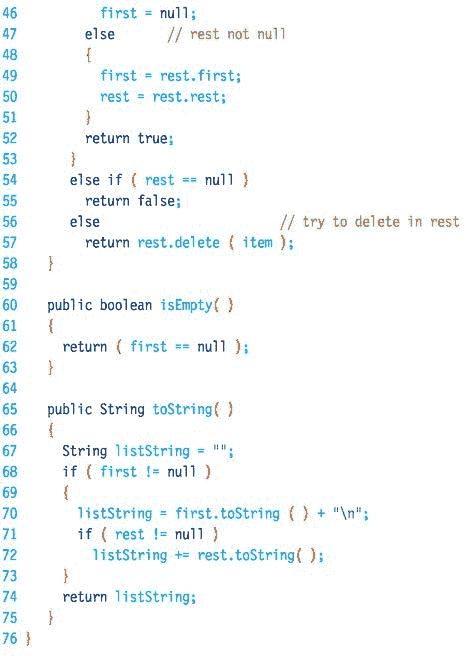 46 first = null;
47 else // rest not null
48 {
49 first = rest.first;
50 rest = rest.rest;
51 }
52 return true;
53 }
54 else if ( rest == null )
55 return false;
56 else // try to delete in rest
57 return rest.delete ( item );
58 }
59
60 public boolean isEmpty( )
61 {
62 return ( first == null );
63 }
64
65 public String toString( )
66 {
67 String listString = "";
68 if ( first != null )
69 {
70 listString = first.toString ( ) + "\n";
71 if ( rest != null )
72 listString += rest.toString( );
73 }
74 return listString;
75 }
76 }